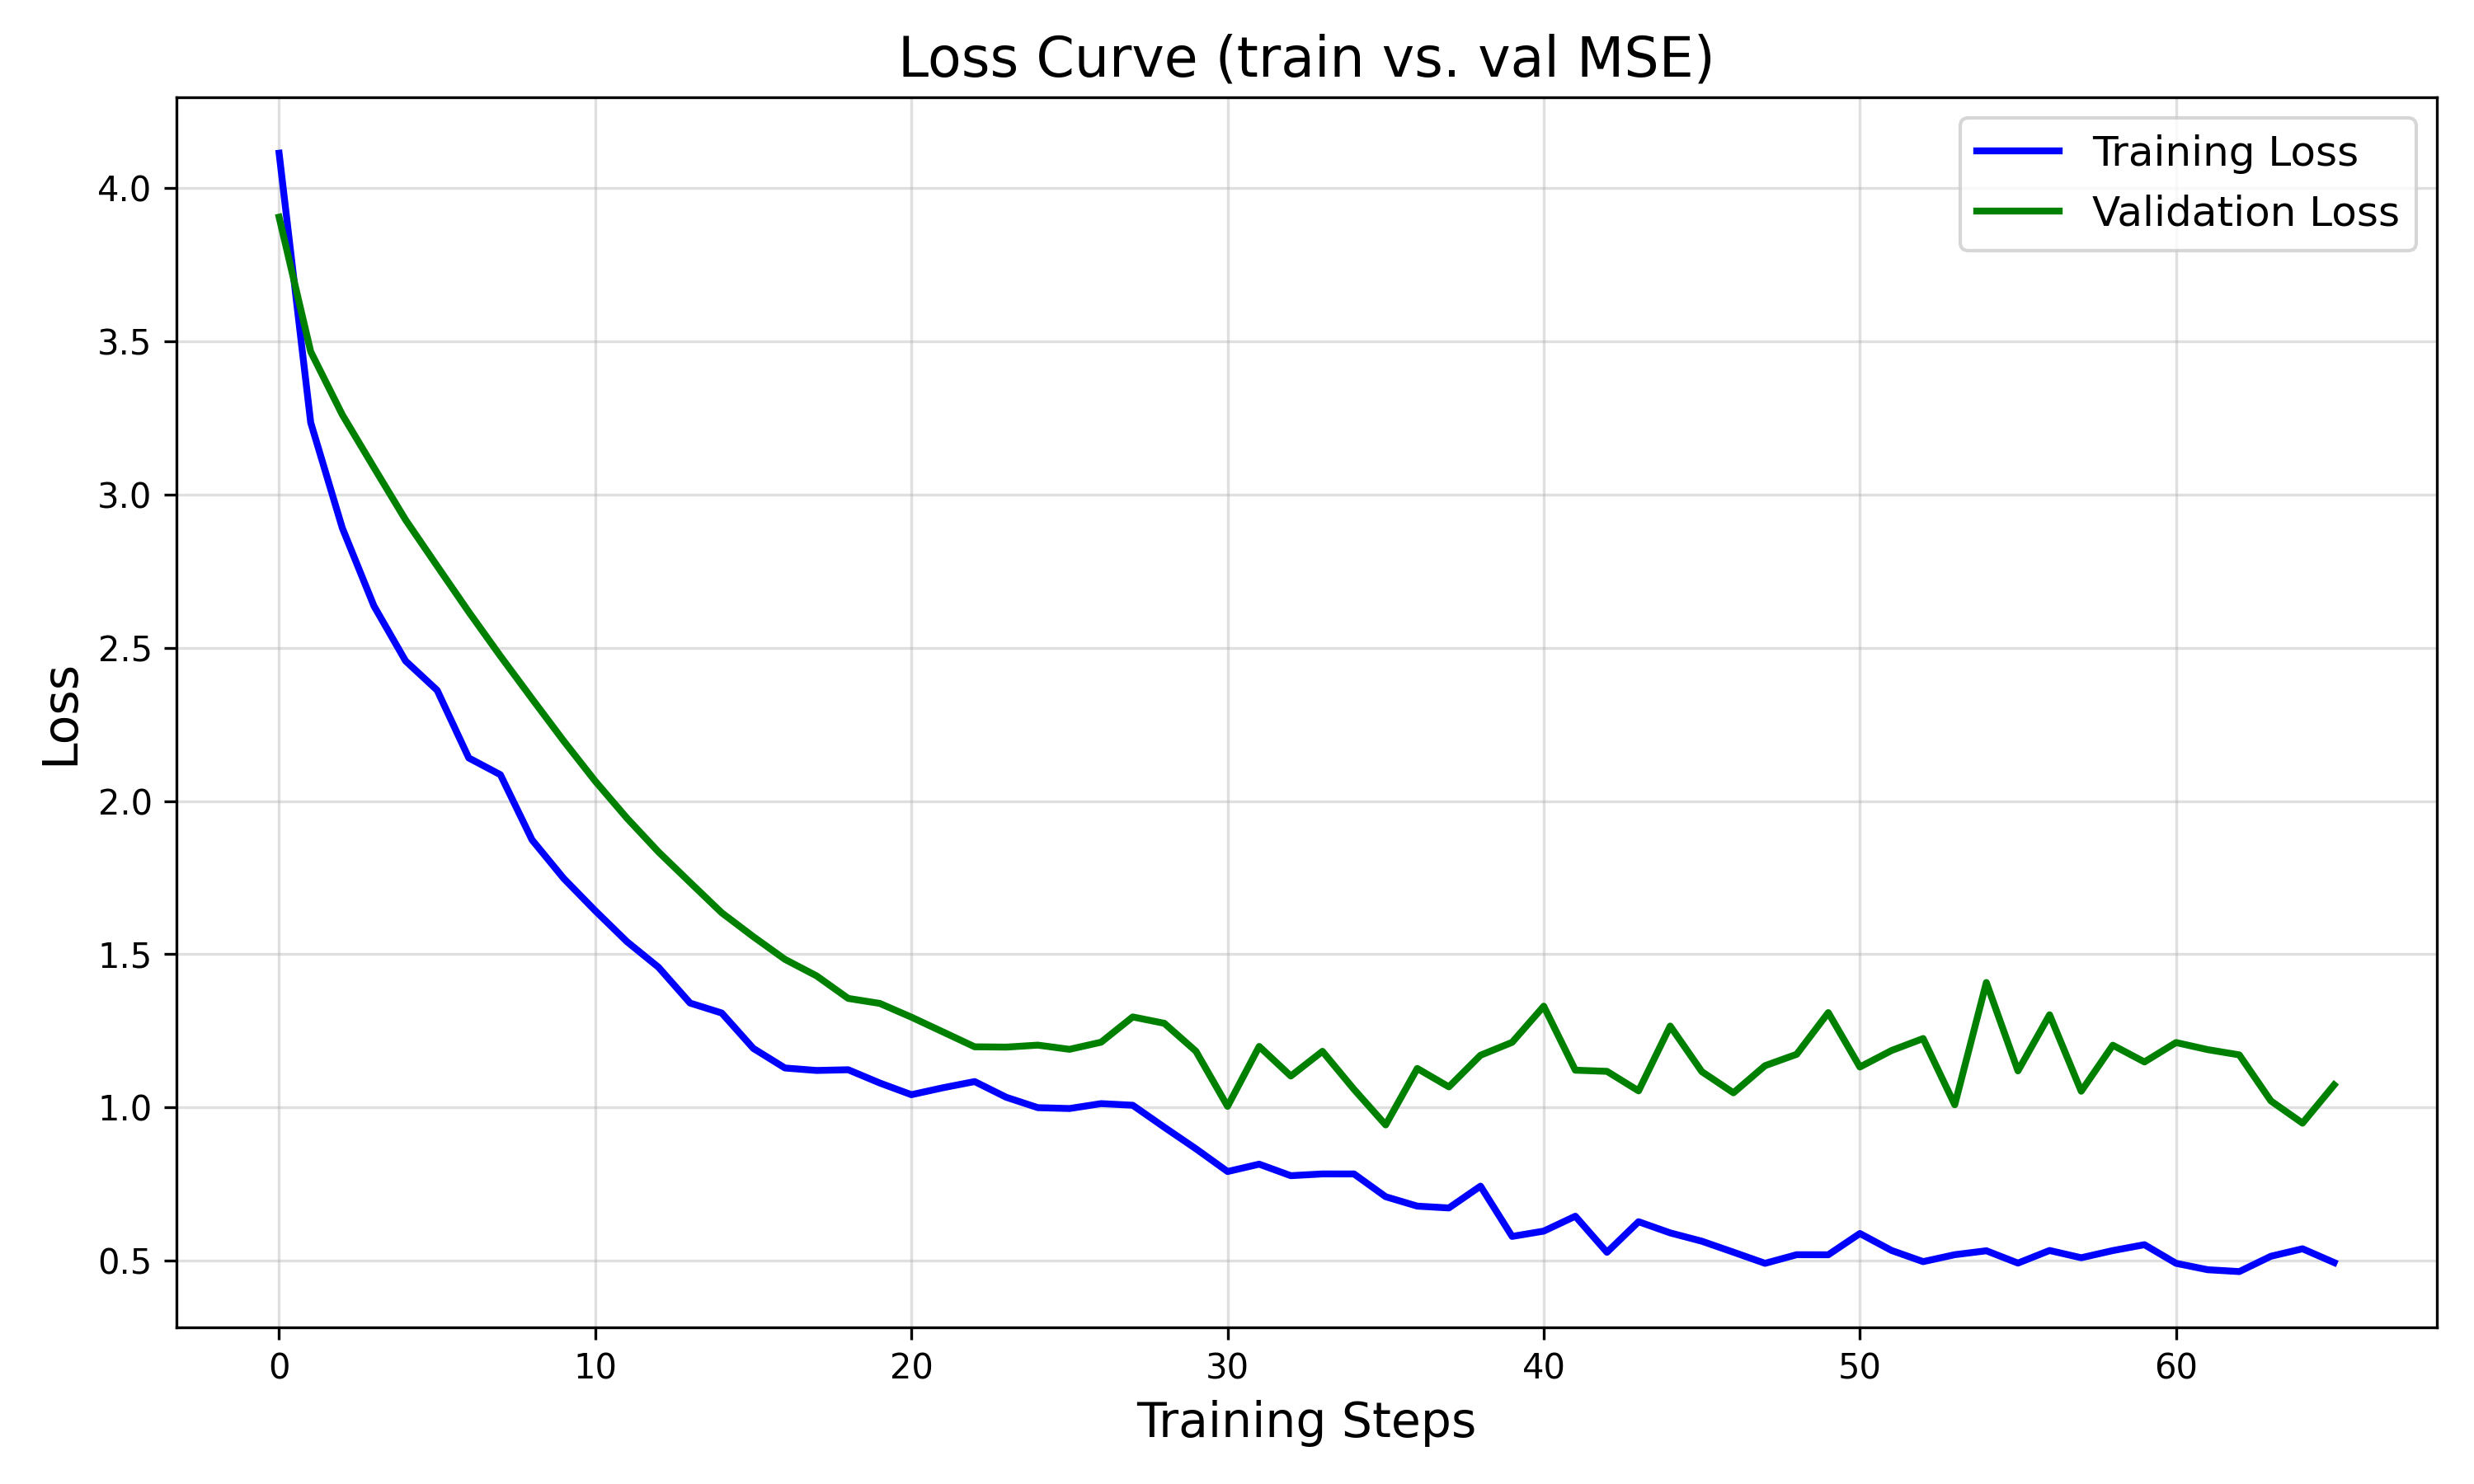 Loss Curve (train vs. val MSE)
Training Loss
Validation Loss
4.0
3.5
3.0
2.5
2.0
1.5
1.0
0.5
Loss
0 10 20 30 40 50 60
Training Steps